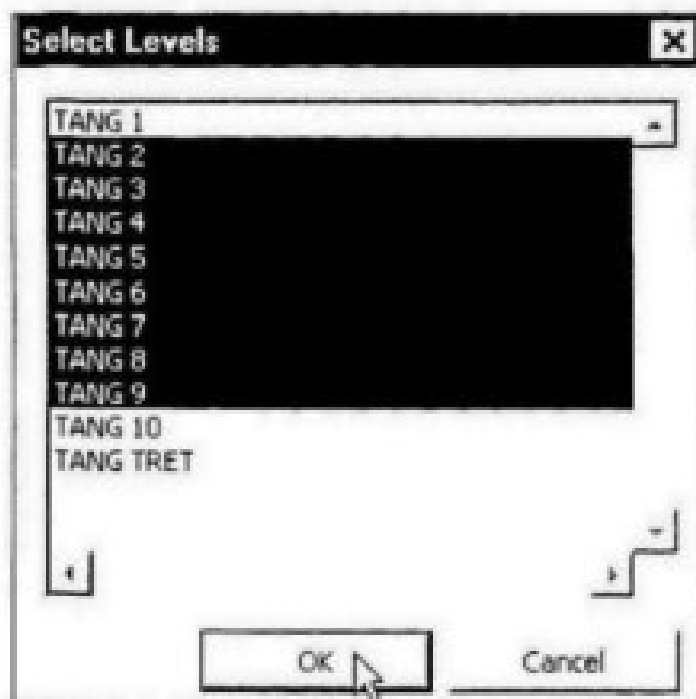 Select Levels
TANG 1
TANG 2
TANG 3
TANG 4
TANG 5
TANG 6
TANG 7
TANG 8
TANG 9
TANG 10
TANG TRET
OK Cancel